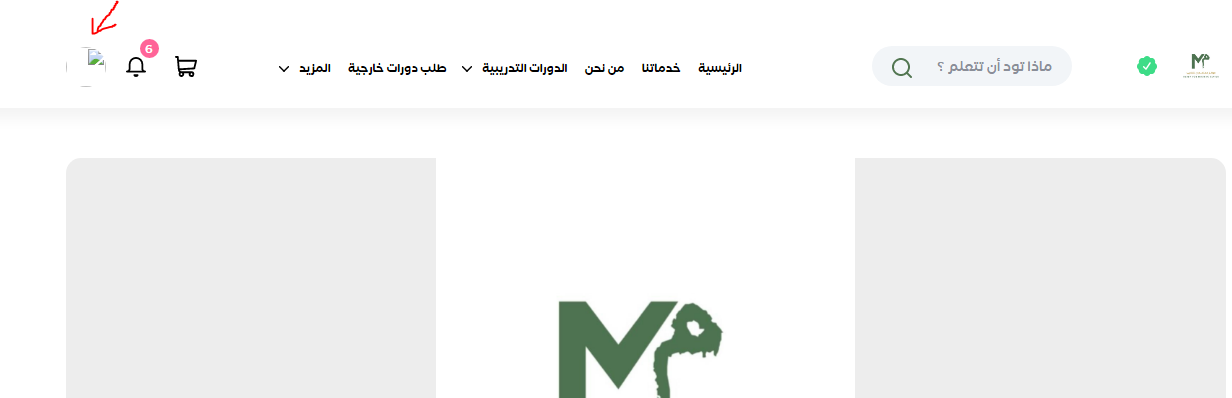 ماذا تود أن تتعلم ؟
الرئيسية خدماتنا من نحن الدورات التدريبية طلب دورات خارجية المزيد
6